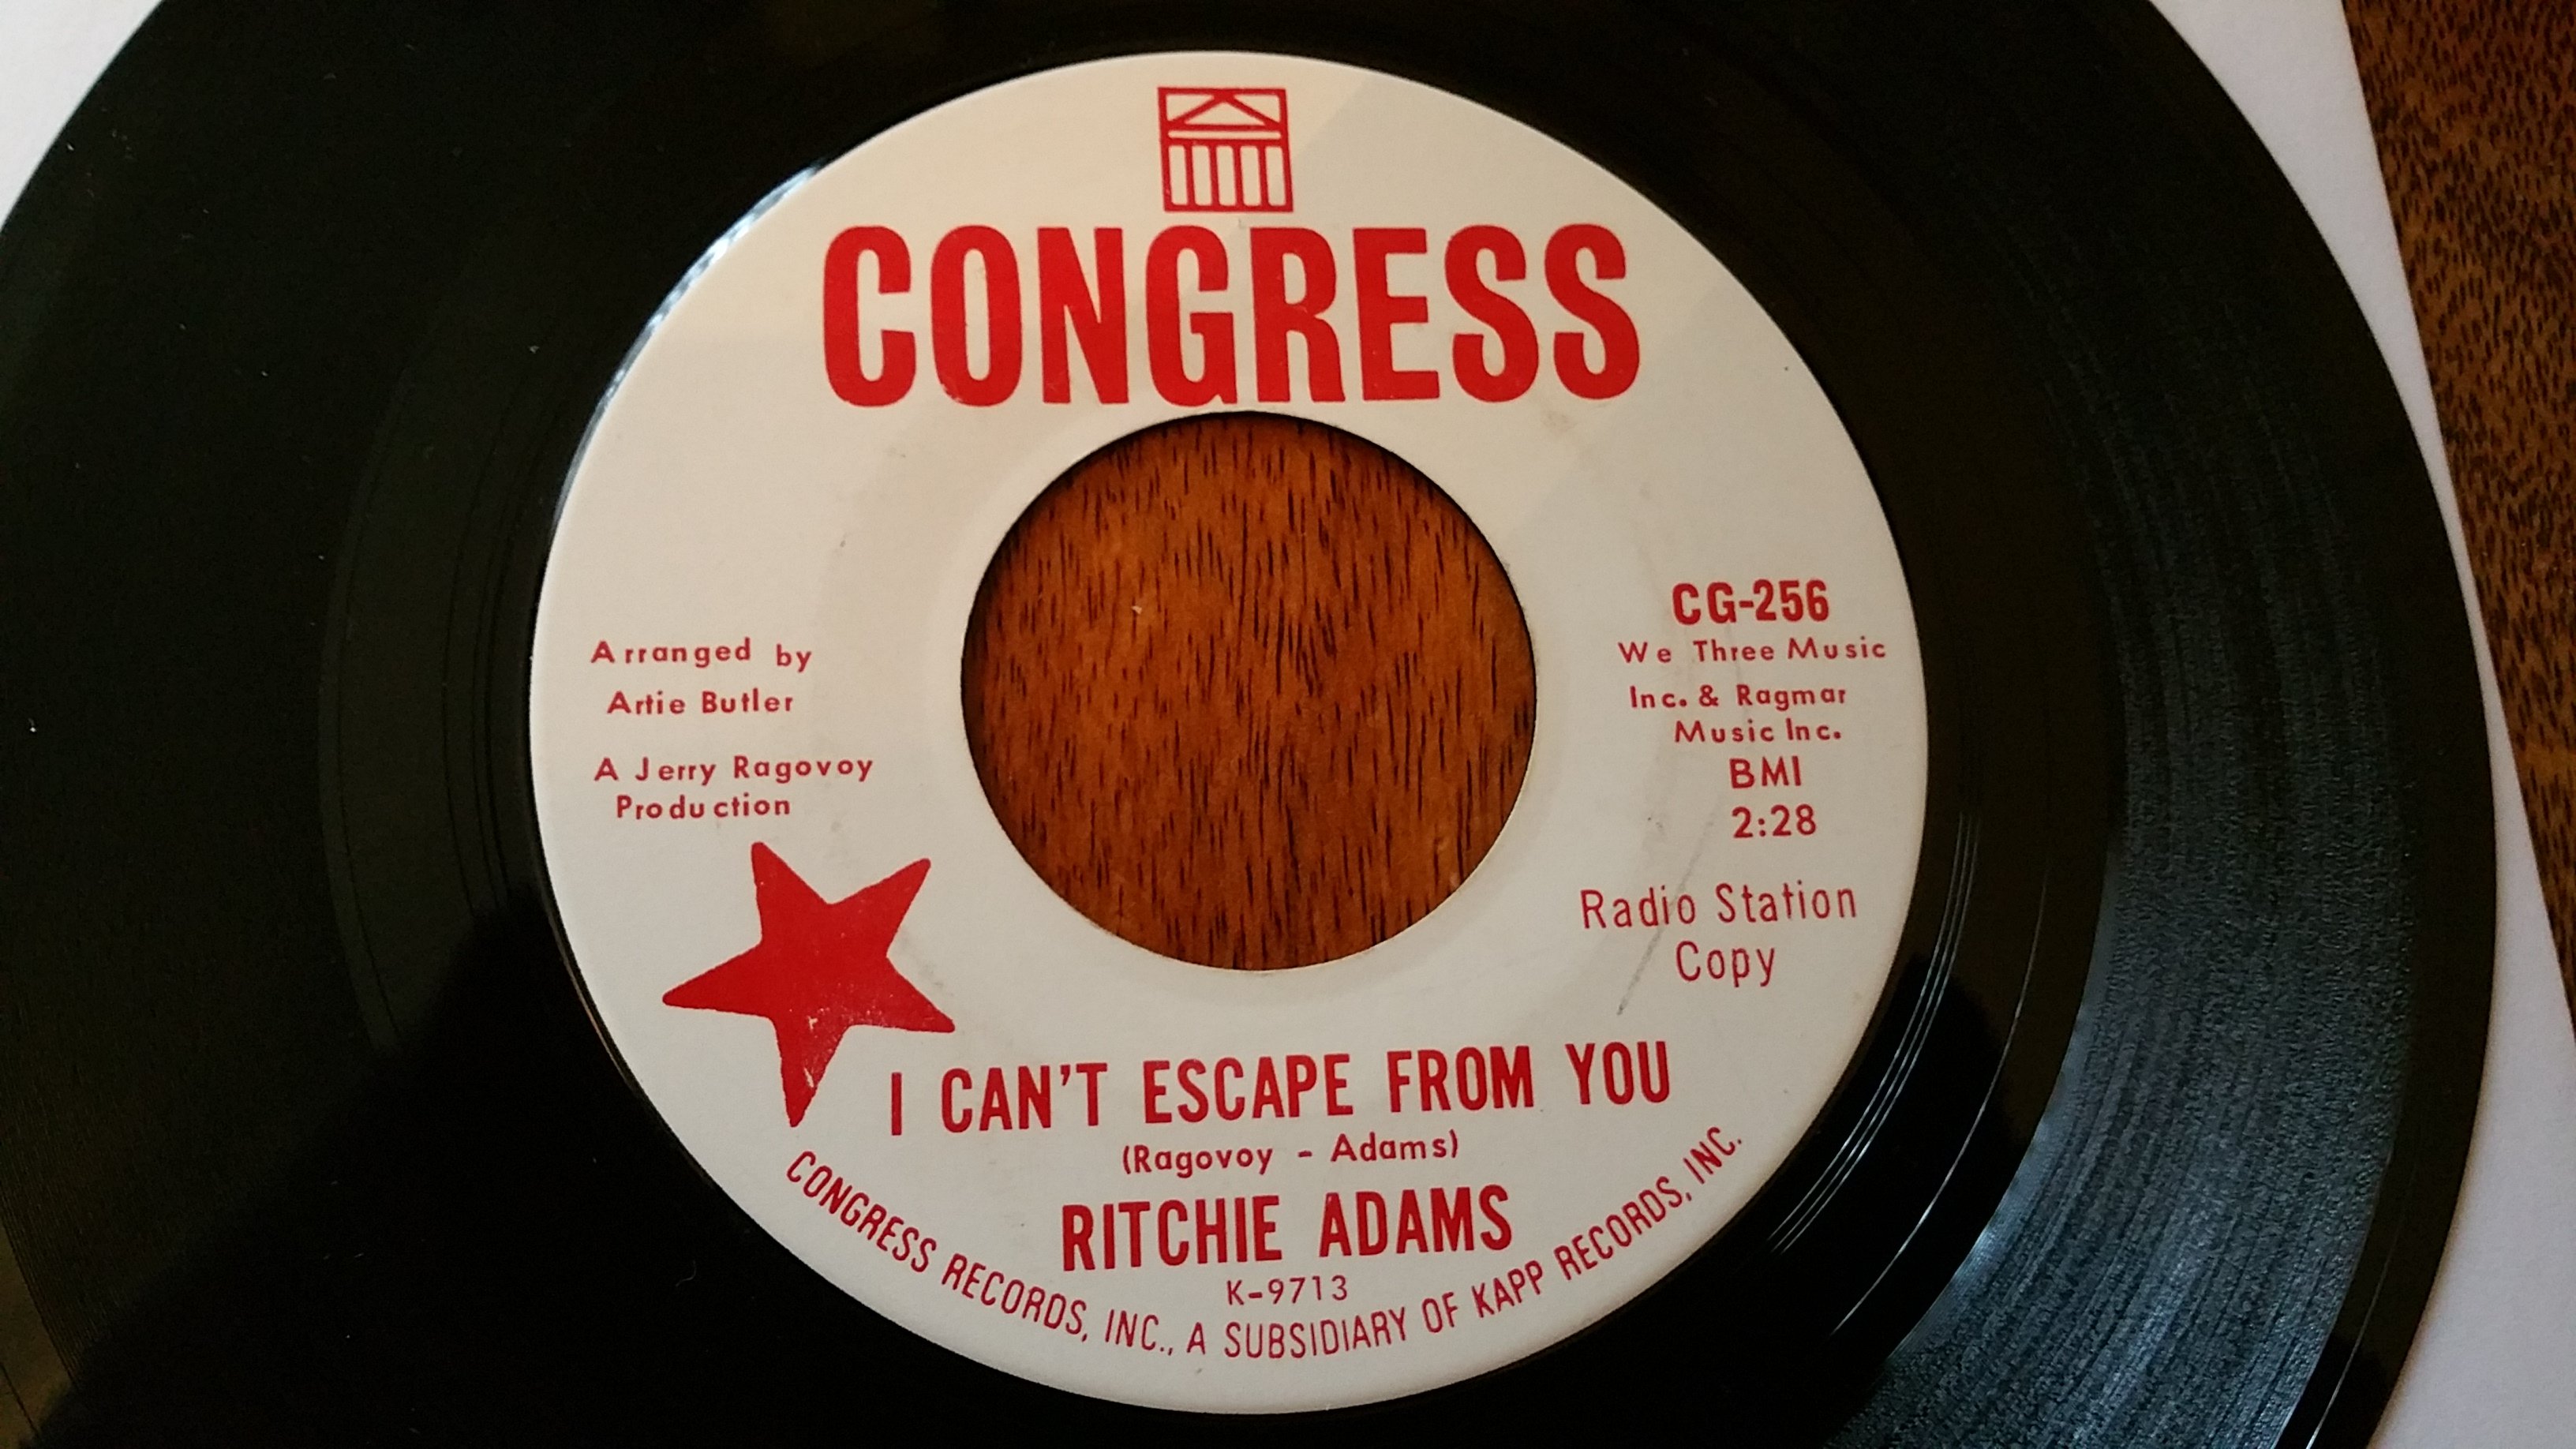 CONGRESS
Arranged by
Artie Butler
A Jerry Ragovoy
Production
CG-256
We Three Music
Inc. & Ragmar
Music Inc.
BMI
2:28
Radio Station
Copy
I CAN'T ESCAPE FROM YOU
(Ragovoy - Adams)
RITCHIE ADAMS
K-9713
CONGRESS RECORDS, INC., A SUBSIDIARY OF KAPP RECORDS, INC.